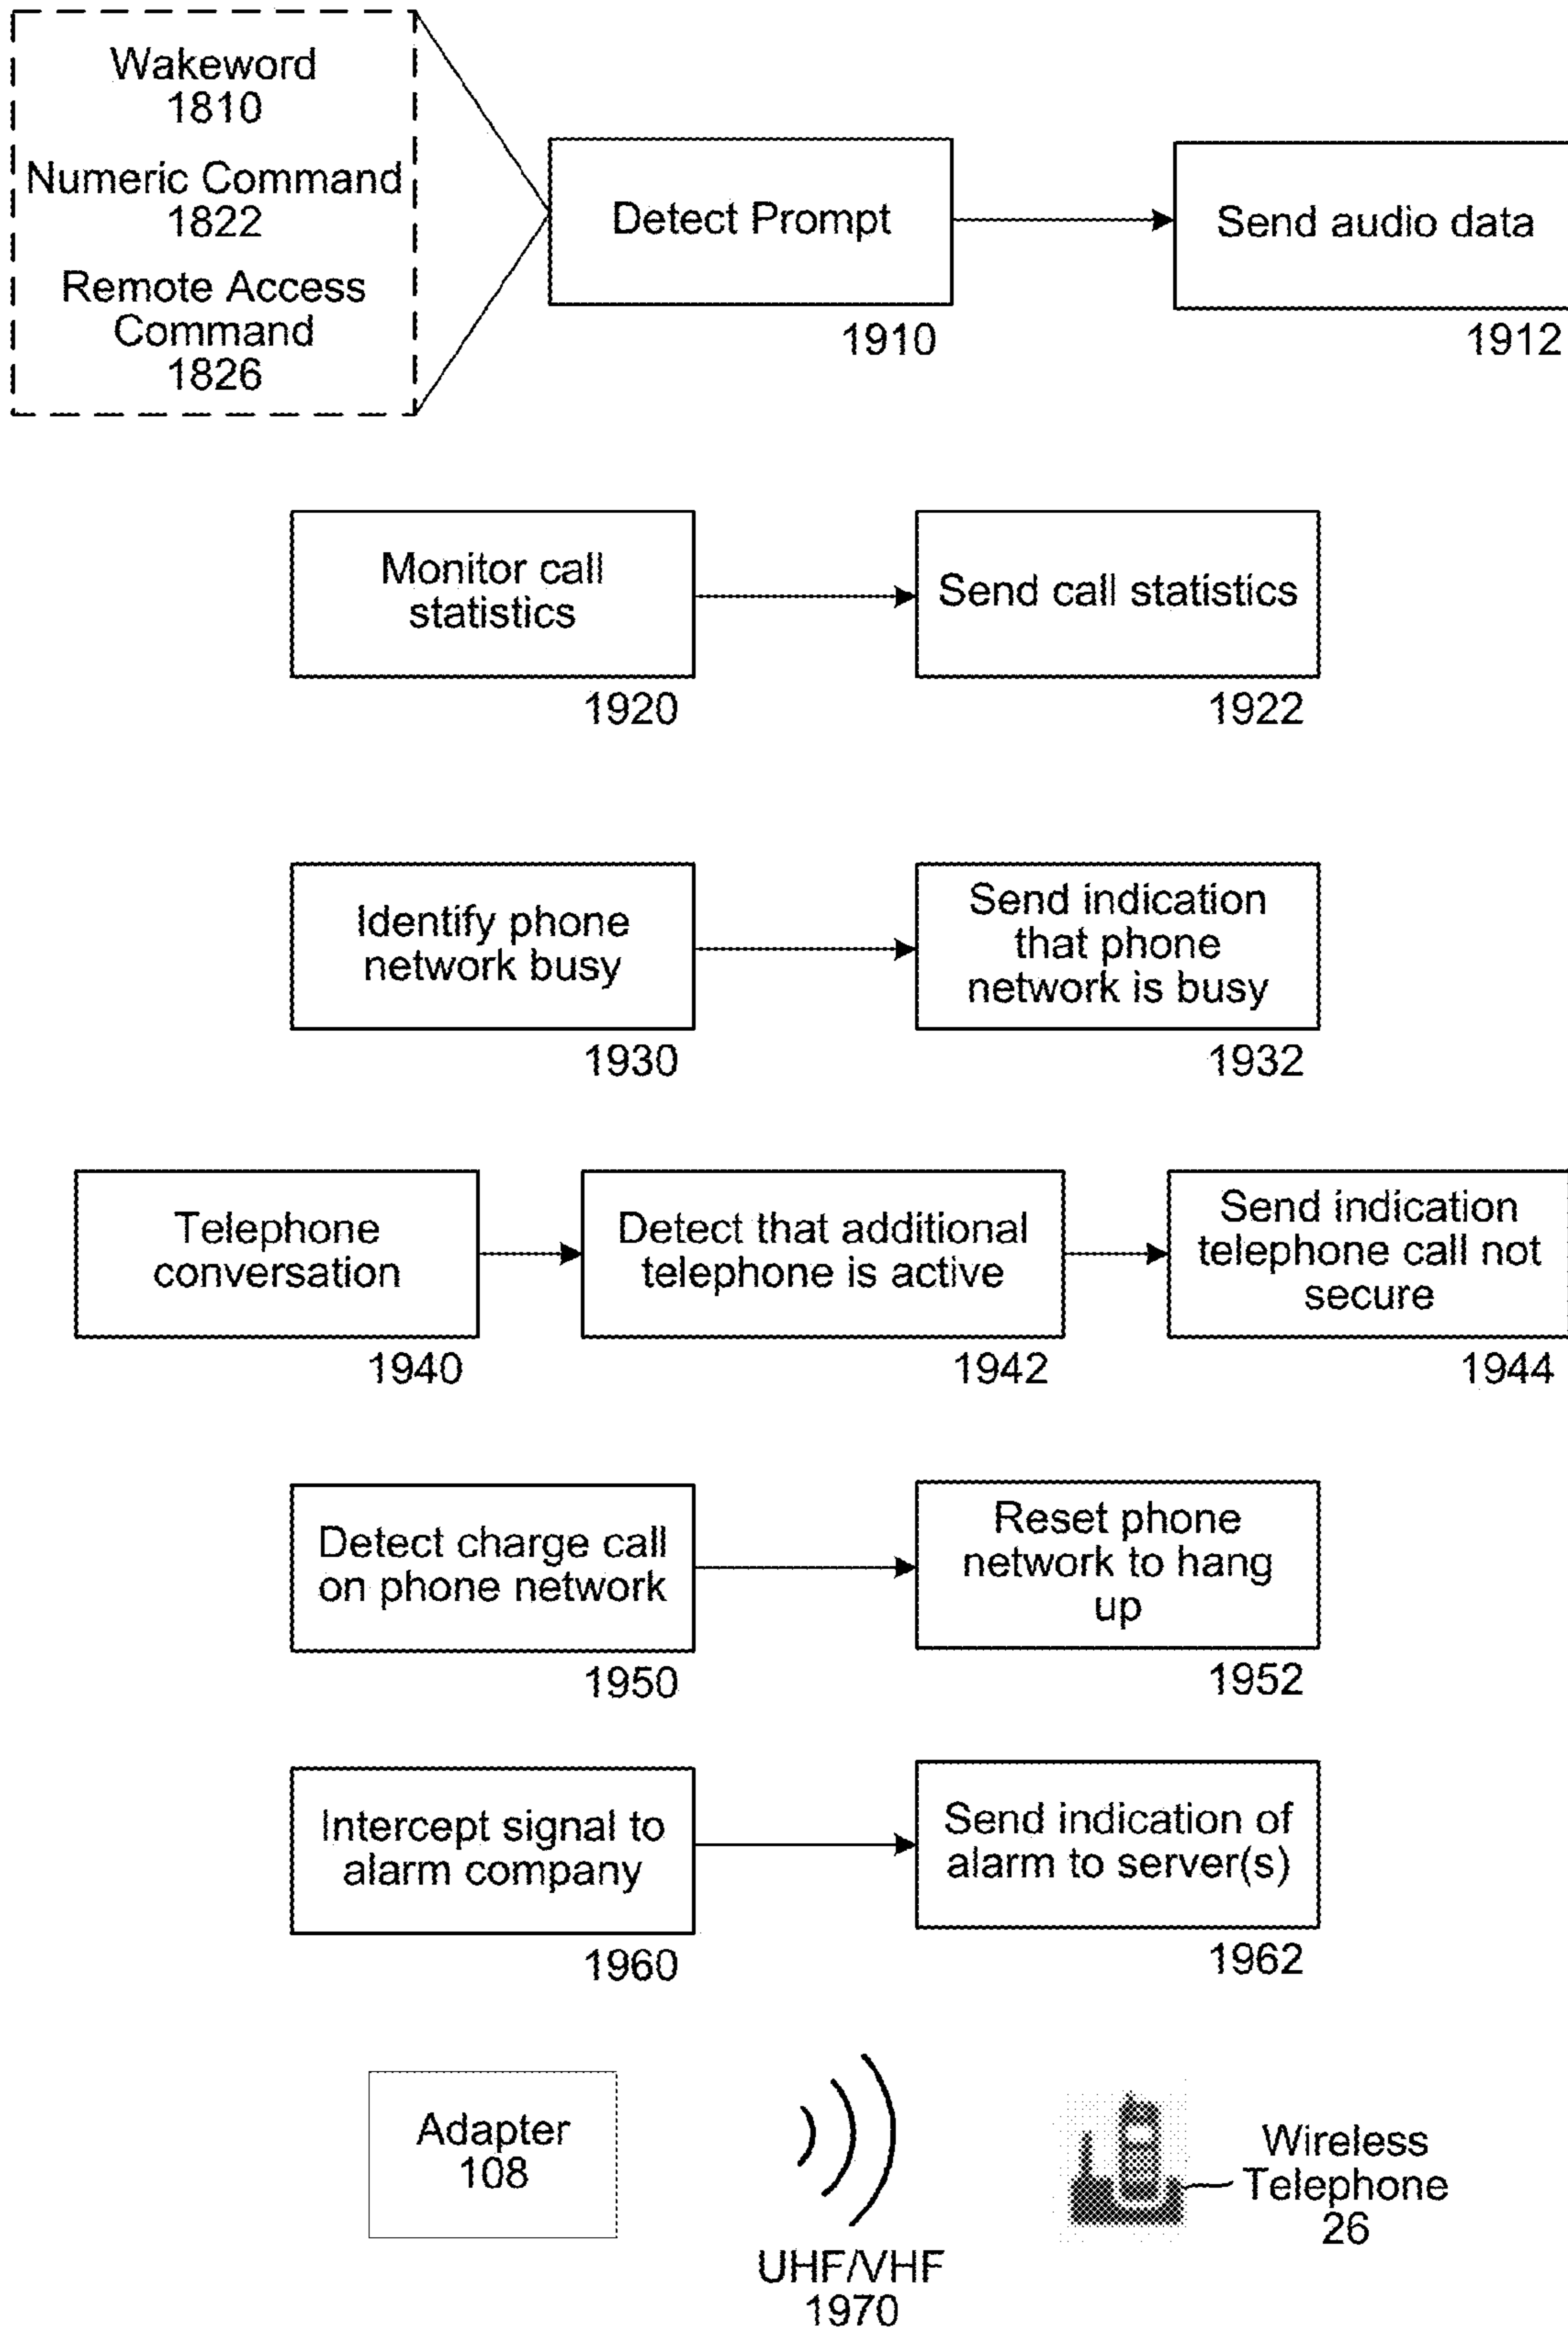 Wakeword
1810
Numeric Command
1822
Remote Access
Command
1826
Detect Prompt
1910
Send audio data
1912
Monitor call
statistics
1920
Send call statistics
1922
Identify phone
network busy
1930
Send indication
that phone
network is busy
1932
Telephone
conversation
1940
Detect that additional
telephone is active
1942
Send indication
telephone call not
secure
1944
Detect charge call
on phone network
1950
Reset phone
network to hang
up
1952
Intercept signal to
alarm company
1960
Send indication of
alarm to server(s)
1962
Adapter
108
UHF/VHF
1970
Wireless
Telephone
26